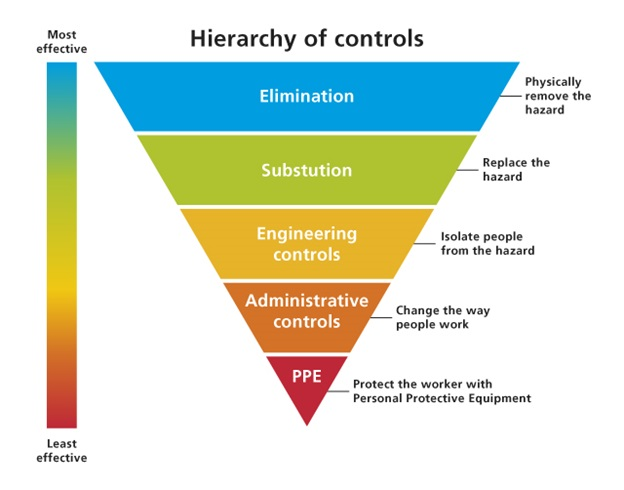 Most
effective
Hierarchy of controls
Elimination
Physically
remove the
hazard
Substution
Replace the
hazard
Engineering
controls
Isolate people
from the hazard
Administrative
controls
Change the way
people work
PPE
Protect the worker with
Personal Protective Equipment
Least
effective